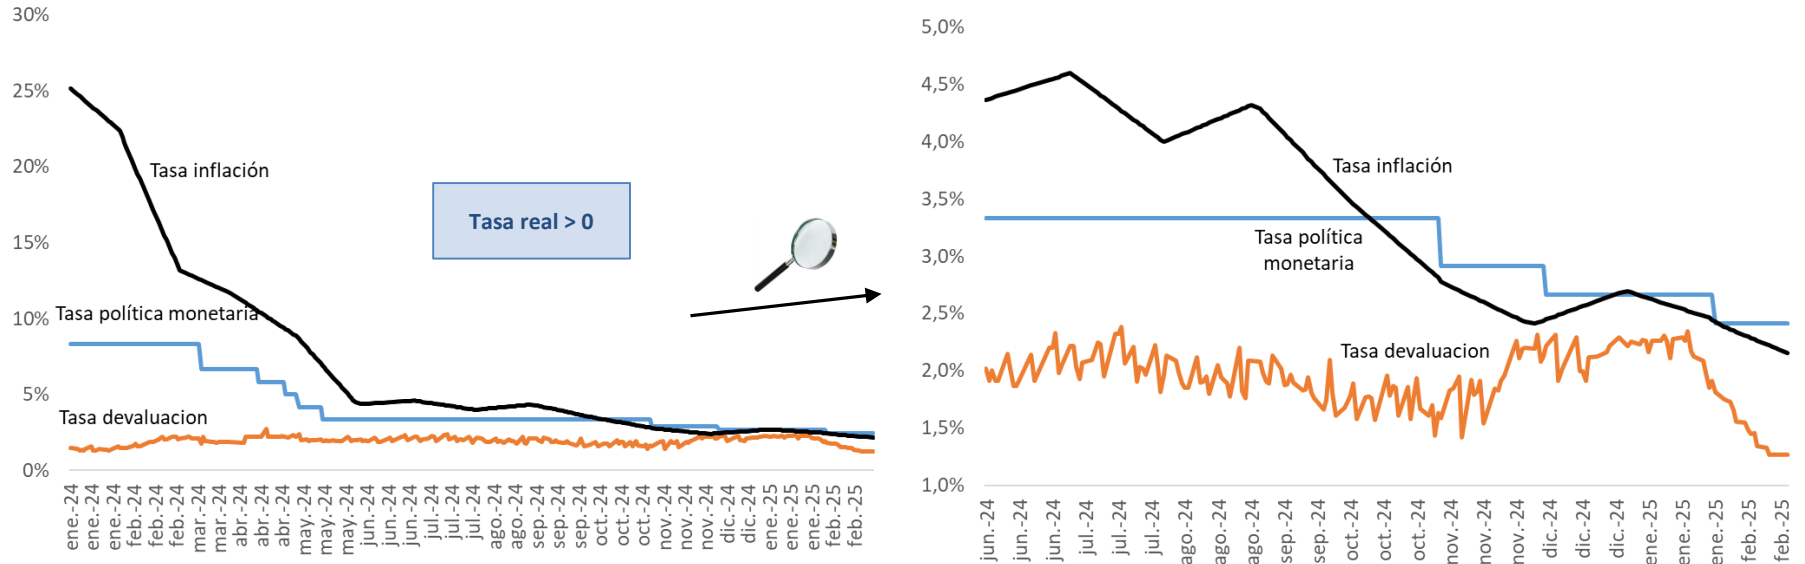 30%
25%
20%
15%
10%
5%
0%
Tasa inflación
Tasa real > 0
Tasa política monetaria
Tasa devaluacion
ene.-24
ene.-24
ene.-24
feb.-24
feb.-24
feb.-24
mar.-24
mar.-24
abr.-24
abr.-24
abr.-24
may.-24
may.-24
may.-24
jun.-24
jun.-24
jun.-24
jul.-24
jul.-24
jul.-24
ago.-24
ago.-24
sep.-24
sep.-24
oct.-24
oct.-24
oct.-24
nov.-24
nov.-24
nov.-24
dic.-24
dic.-24
ene.-25
ene.-25
ene.-25
feb.-25
feb.-25
5,0%
4,5%
4,0%
3,5%
3,0%
2,5%
2,0%
1,5%
1,0%
Tasa inflación
Tasa política
monetaria
Tasa devaluacion
jun.-24
jun.-24
jun.-24
jul.-24
jul.-24
jul.-24
ago.-24
ago.-24
ago.-24
sep.-24
sep.-24
oct.-24
oct.-24
oct.-24
nov.-24
nov.-24
nov.-24
dic.-24
dic.-24
dic.-24
ene.-25
ene.-25
ene.-25
feb.-25
feb.-25